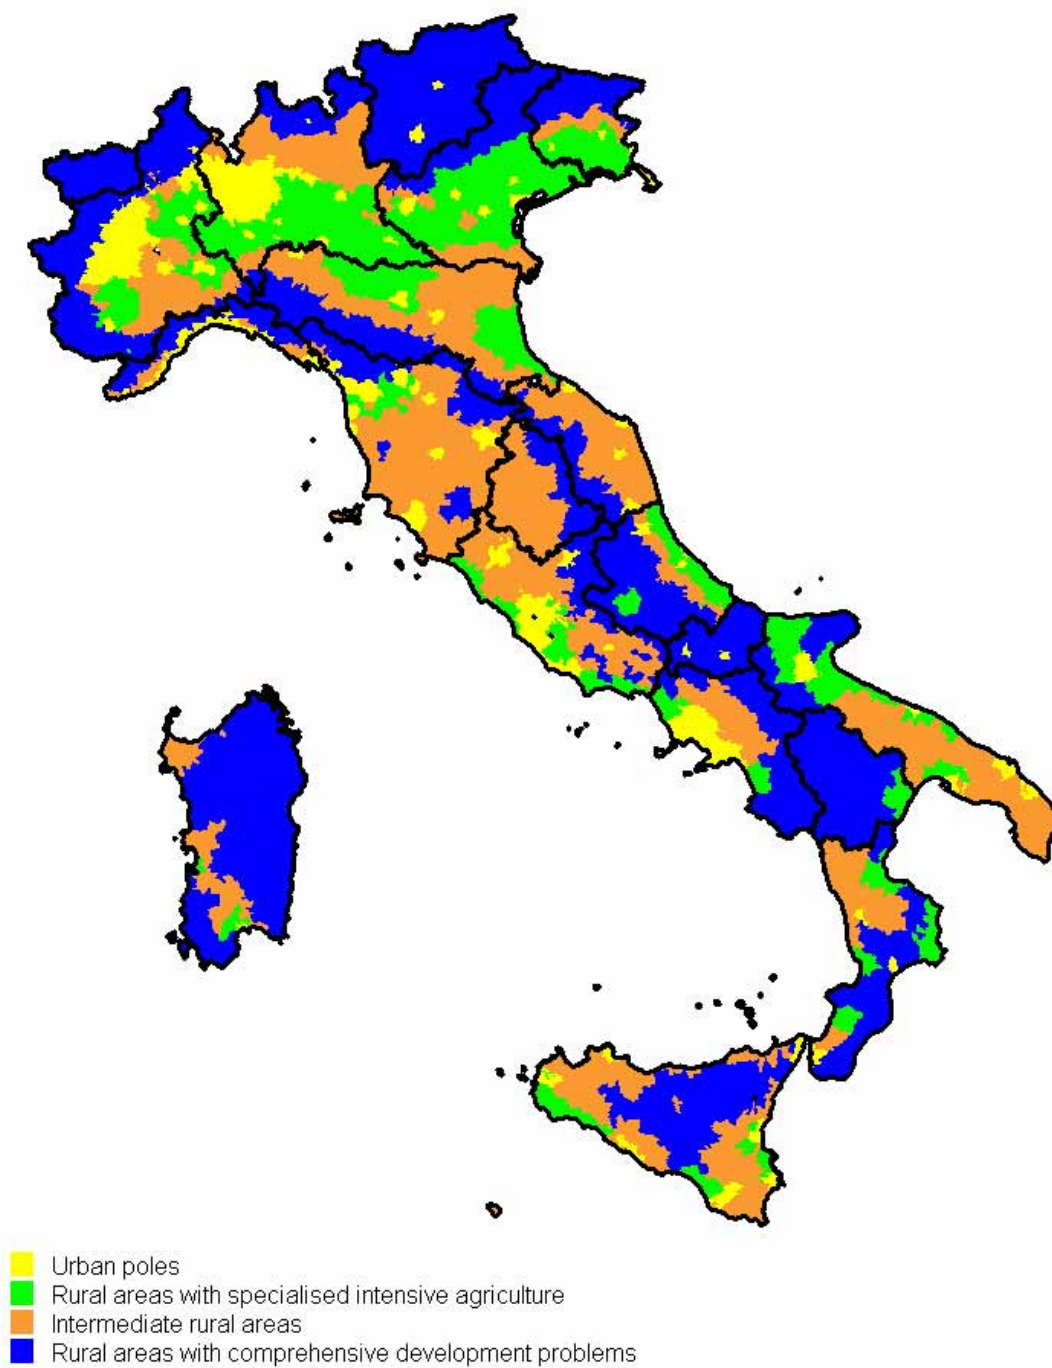 Urban poles
Rural areas with specialised intensive agriculture
Intermediate rural areas
Rural areas with comprehensive development problems